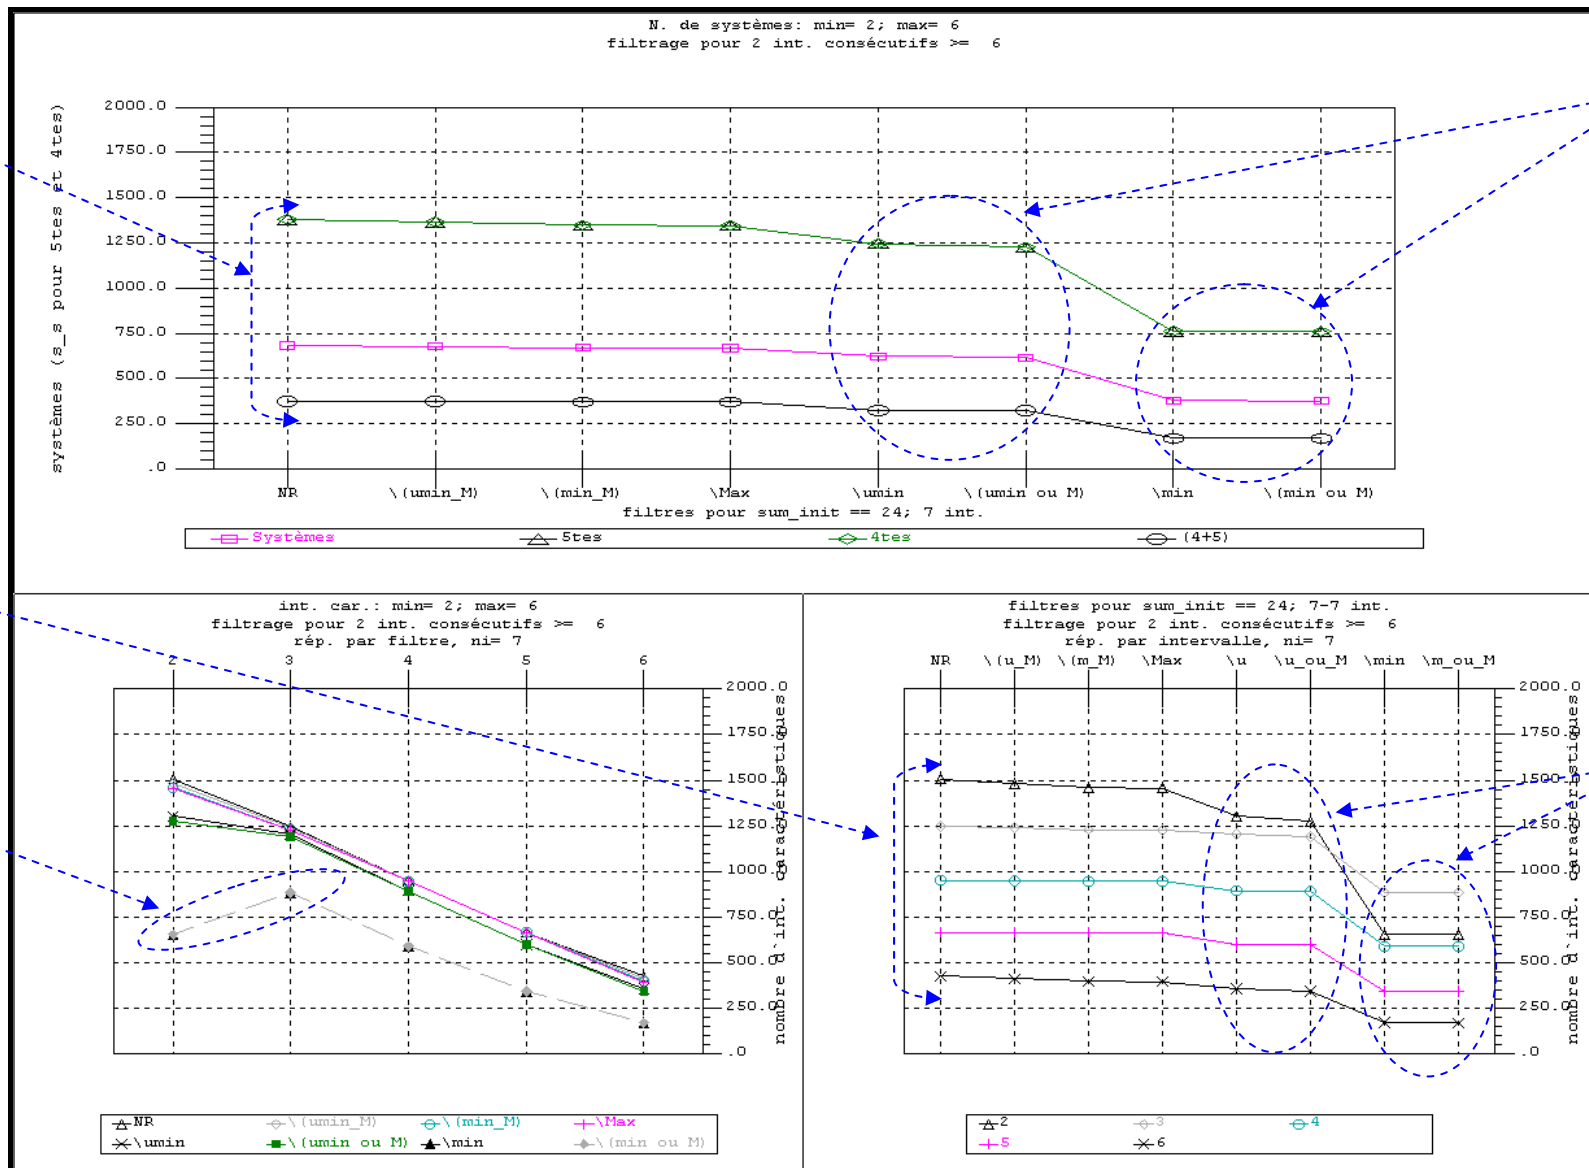 N. de systèmes: min= 2; max= 6
filtrage pour 2 int. consécutifs >= 6
systèmes (s_s pour 5tes et 4tes)
2000.0
1750.0
1500.0
1250.0
1000.0
750.0
500.0
250.0
.0
NR \(umin_M) \(min_M) \Max \umin \(umin ou M) \min \(min ou M)
filtres pour sum_init == 24; 7 int.
Systèmes 5tes 4tes (4+5)
int. car.: min= 2; max= 6
filtrage pour 2 int. consécutifs >= 6
rép. par filtre, ni= 7
2 3 4 5 6
2000.0
1750.0
1500.0
1250.0
1000.0
750.0
500.0
250.0
.0
nombre d`int. caractéristiques
NR \(umin_M) \(min_M) \Max
\umin \(umin ou M) \min \(min ou M)
filtres pour sum_init == 24; 7-7 int.
filtrage pour 2 int. consécutifs >= 6
rép. par intervalle, ni= 7
NR \(u_M) \(m_M) \Max \u \u_ou_M \min \m_ou_M
2000.0
1750.0
1500.0
1250.0
1000.0
750.0
500.0
250.0
.0
nombre d`int. caractéristiques
2 3 4
5 6